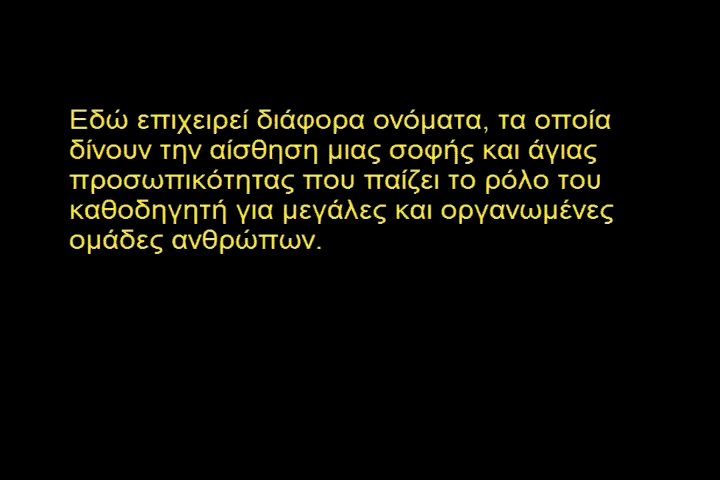 Εδώ επιχειρεί διάφορα ονόματα, τα οποία
δίνουν την αίσθηση μιας σοφής και άγιας
προσωπικότητας που παίζει το ρόλο του
καθοδηγητή για μεγάλες και οργανωμένες
ομάδες ανθρώπων.